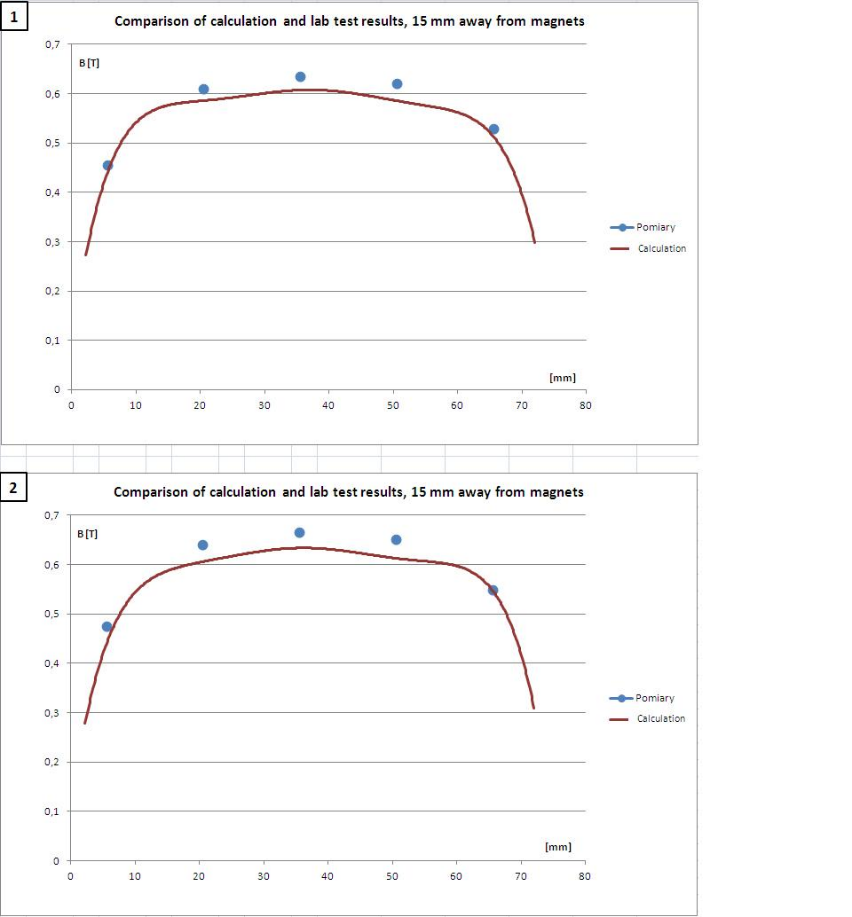 1
Comparison of calculation and lab test results, 15 mm away from magnets
0,7
B [T]
0,6
0,5
0,4
0,3
0,2
0,1
0
[mm]
0 10 20 30 40 50 60 70 80
Pomiary
Calculation
2
Comparison of calculation and lab test results, 15 mm away from magnets
0,7
B [T]
0,6
0,5
0,4
0,3
0,2
0,1
0
[mm]
0 10 20 30 40 50 60 70 80
Pomiary
Calculation